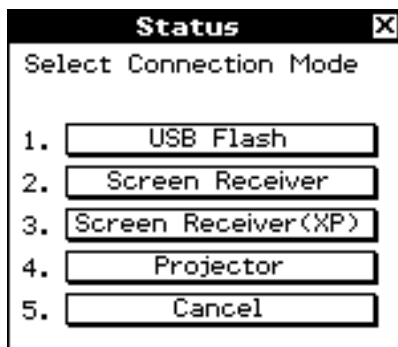 Status X
Select Connection Mode
1. USB Flash
2. Screen Receiver
3. Screen Receiver(XP)
4. Projector
5. Cancel